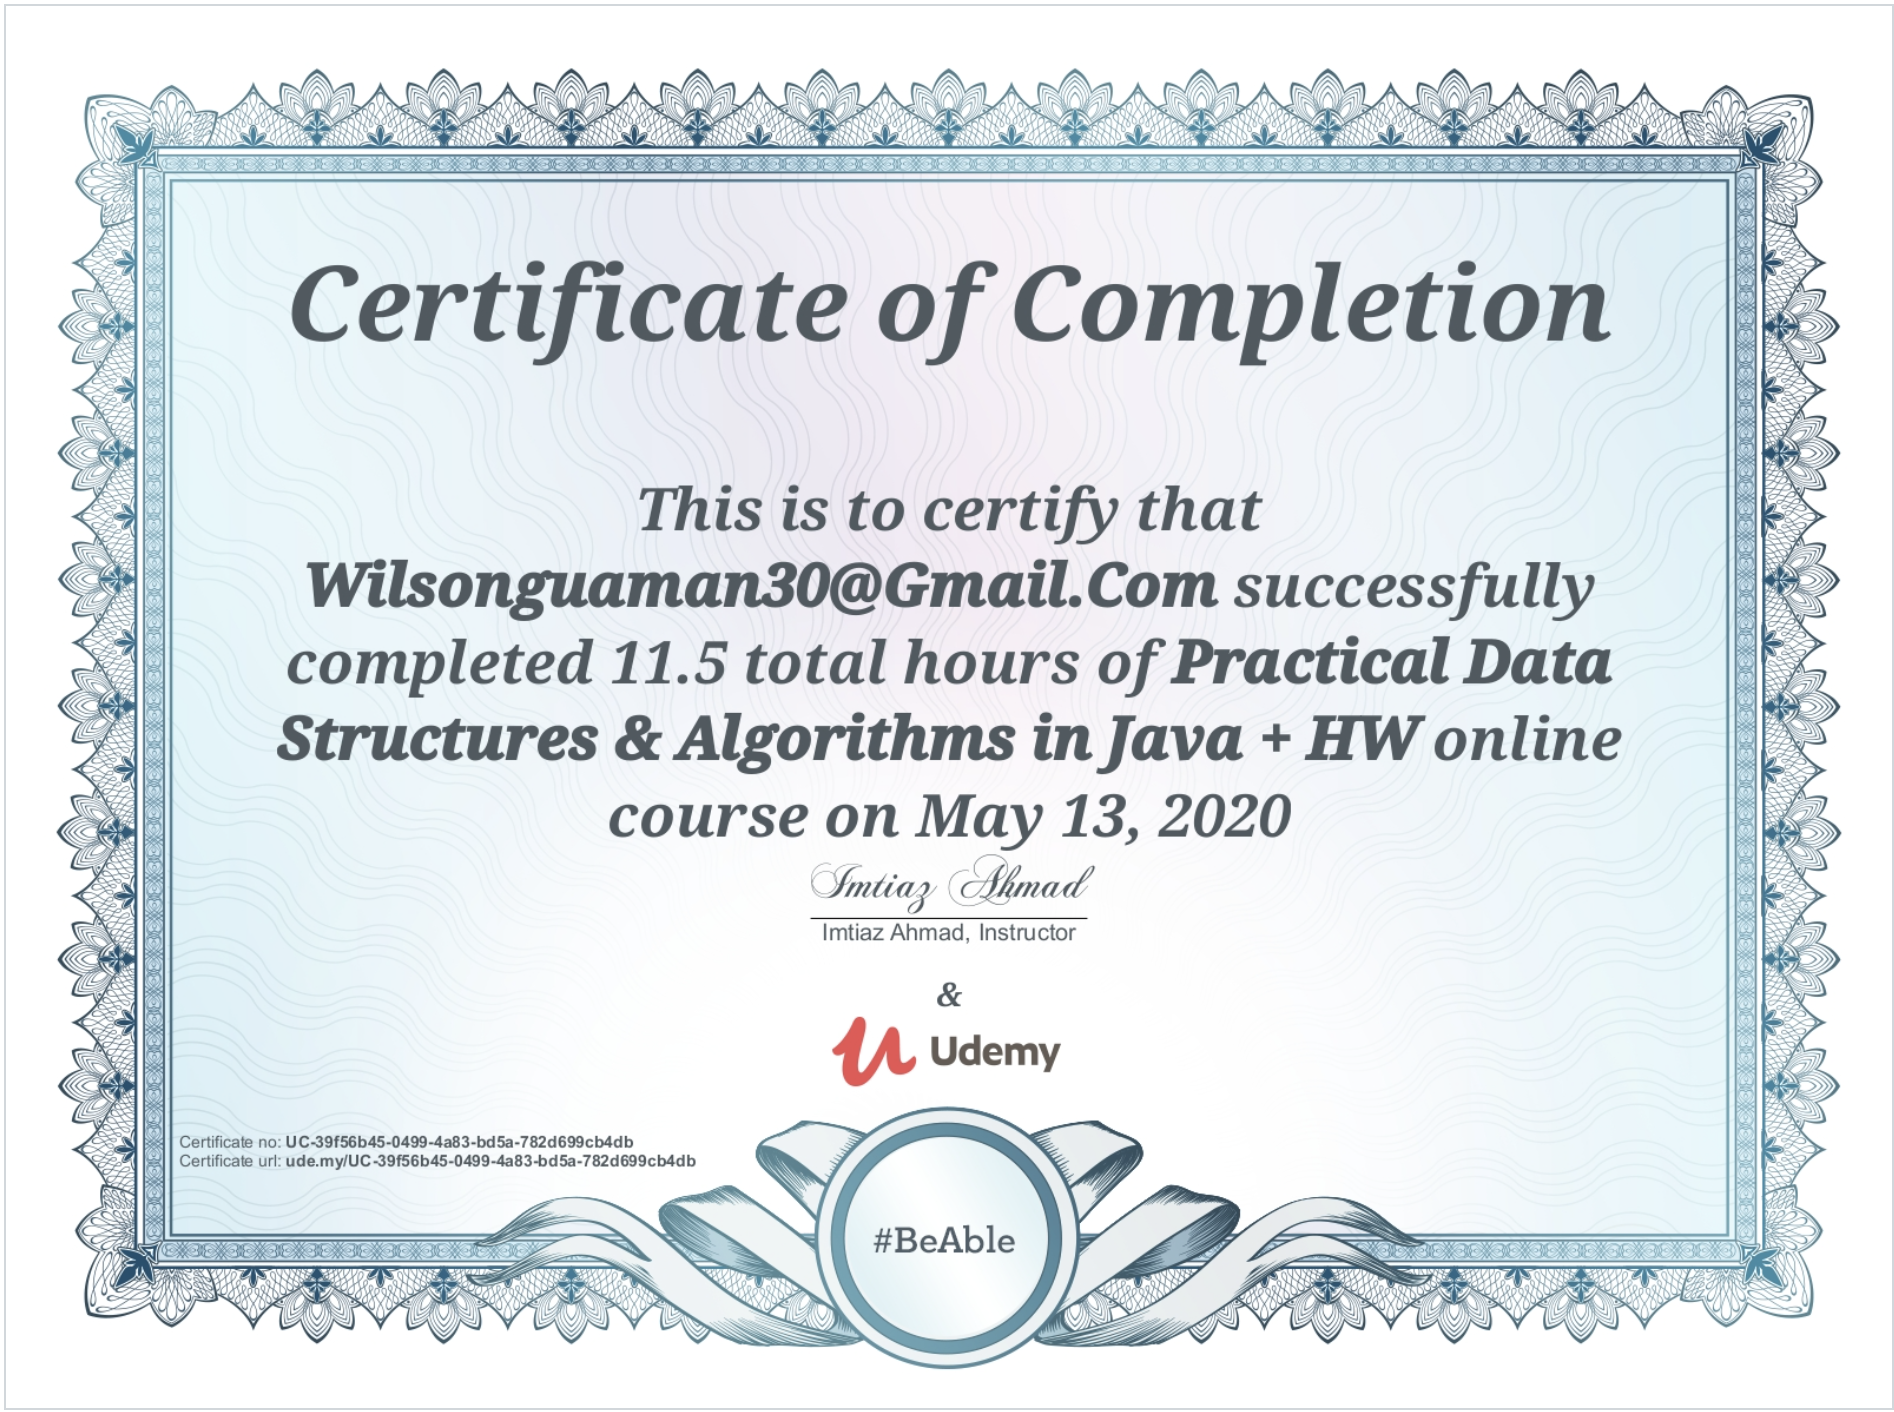 Certificate of Completion
This is to certify that
Wilsonguaman30@Gmail.Com successfully
completed 11.5 total hours of Practical Data
Structures & Algorithms in Java + HW online
course on May 13, 2020
Imtiaz Ahmad
Imtiaz Ahmad, Instructor
&
Udemy
Certificate no: UC-39f56b45-0499-4a83-bd5a-782d699cb4db
Certificate url: ude.my/UC-39f56b45-0499-4a83-bd5a-782d699cb4db
#BeAble